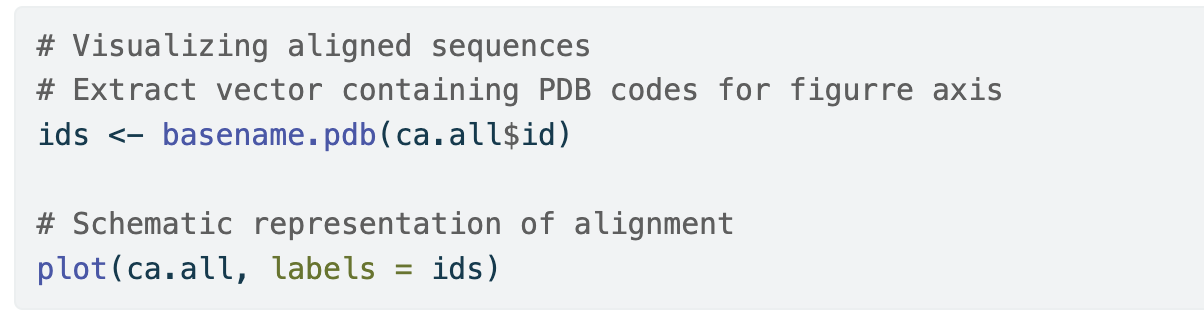 # Visualizing aligned sequences
# Extract vector containing PDB codes for figurre axis
ids <- basename.pdb(ca.all$id)
# Schematic representation of alignment
plot(ca.all, labels = ids)